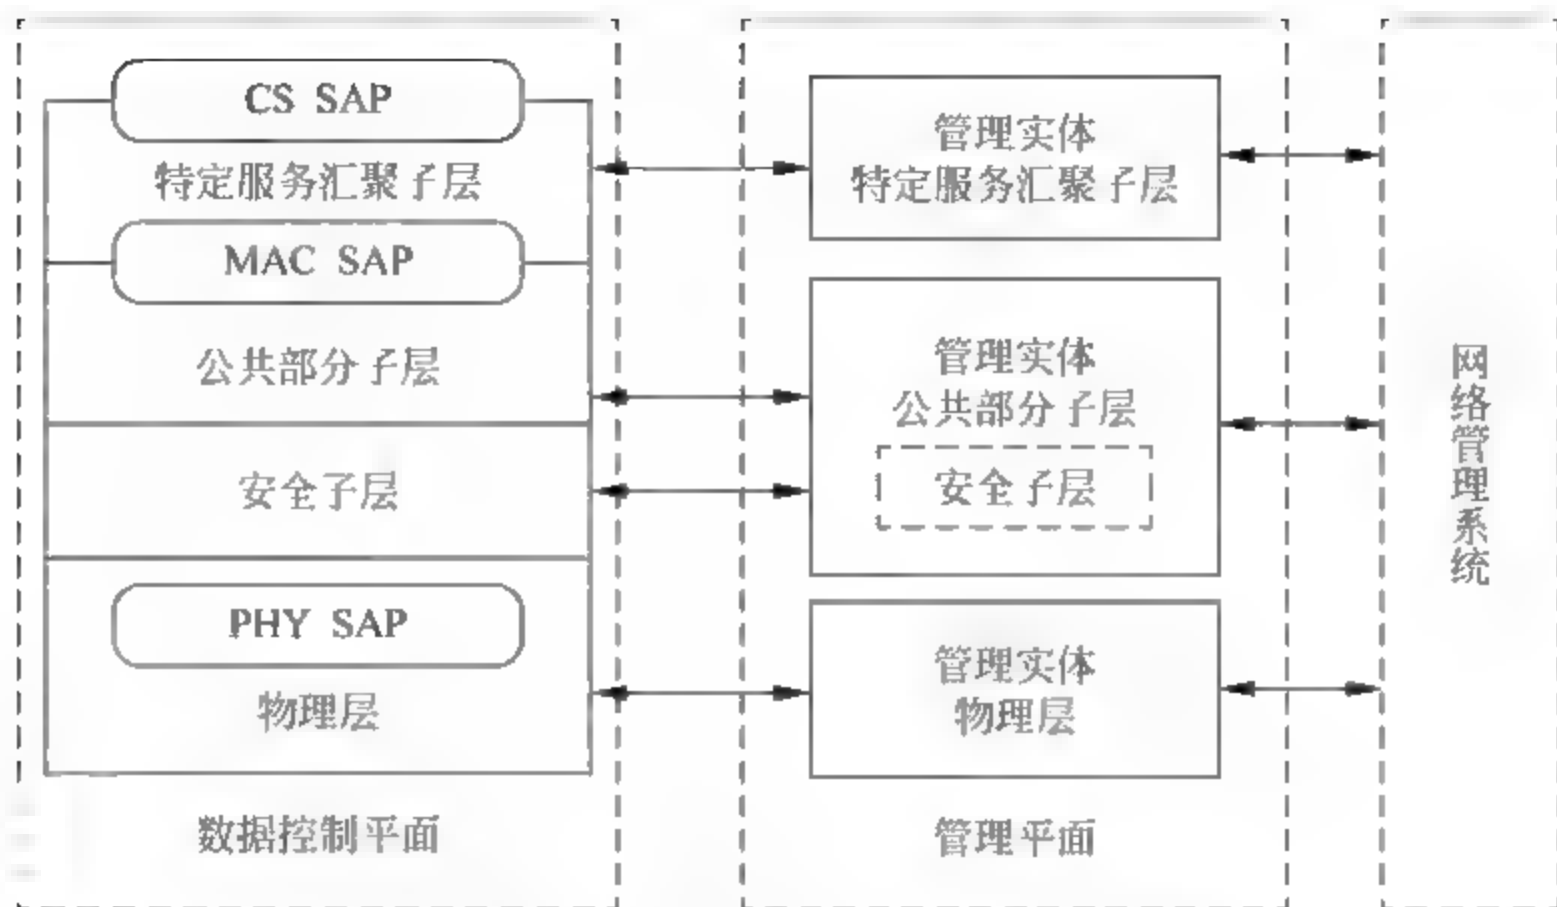 CS SAP
特定服务汇聚子层
MAC SAP
公共部分子层
安全子层
PHY SAP
物理层
数据控制平面
管理实体
特定服务汇聚子层
管理实体
公共部分子层
安全子层
管理实体
物理层
管理平面
网络管理系统